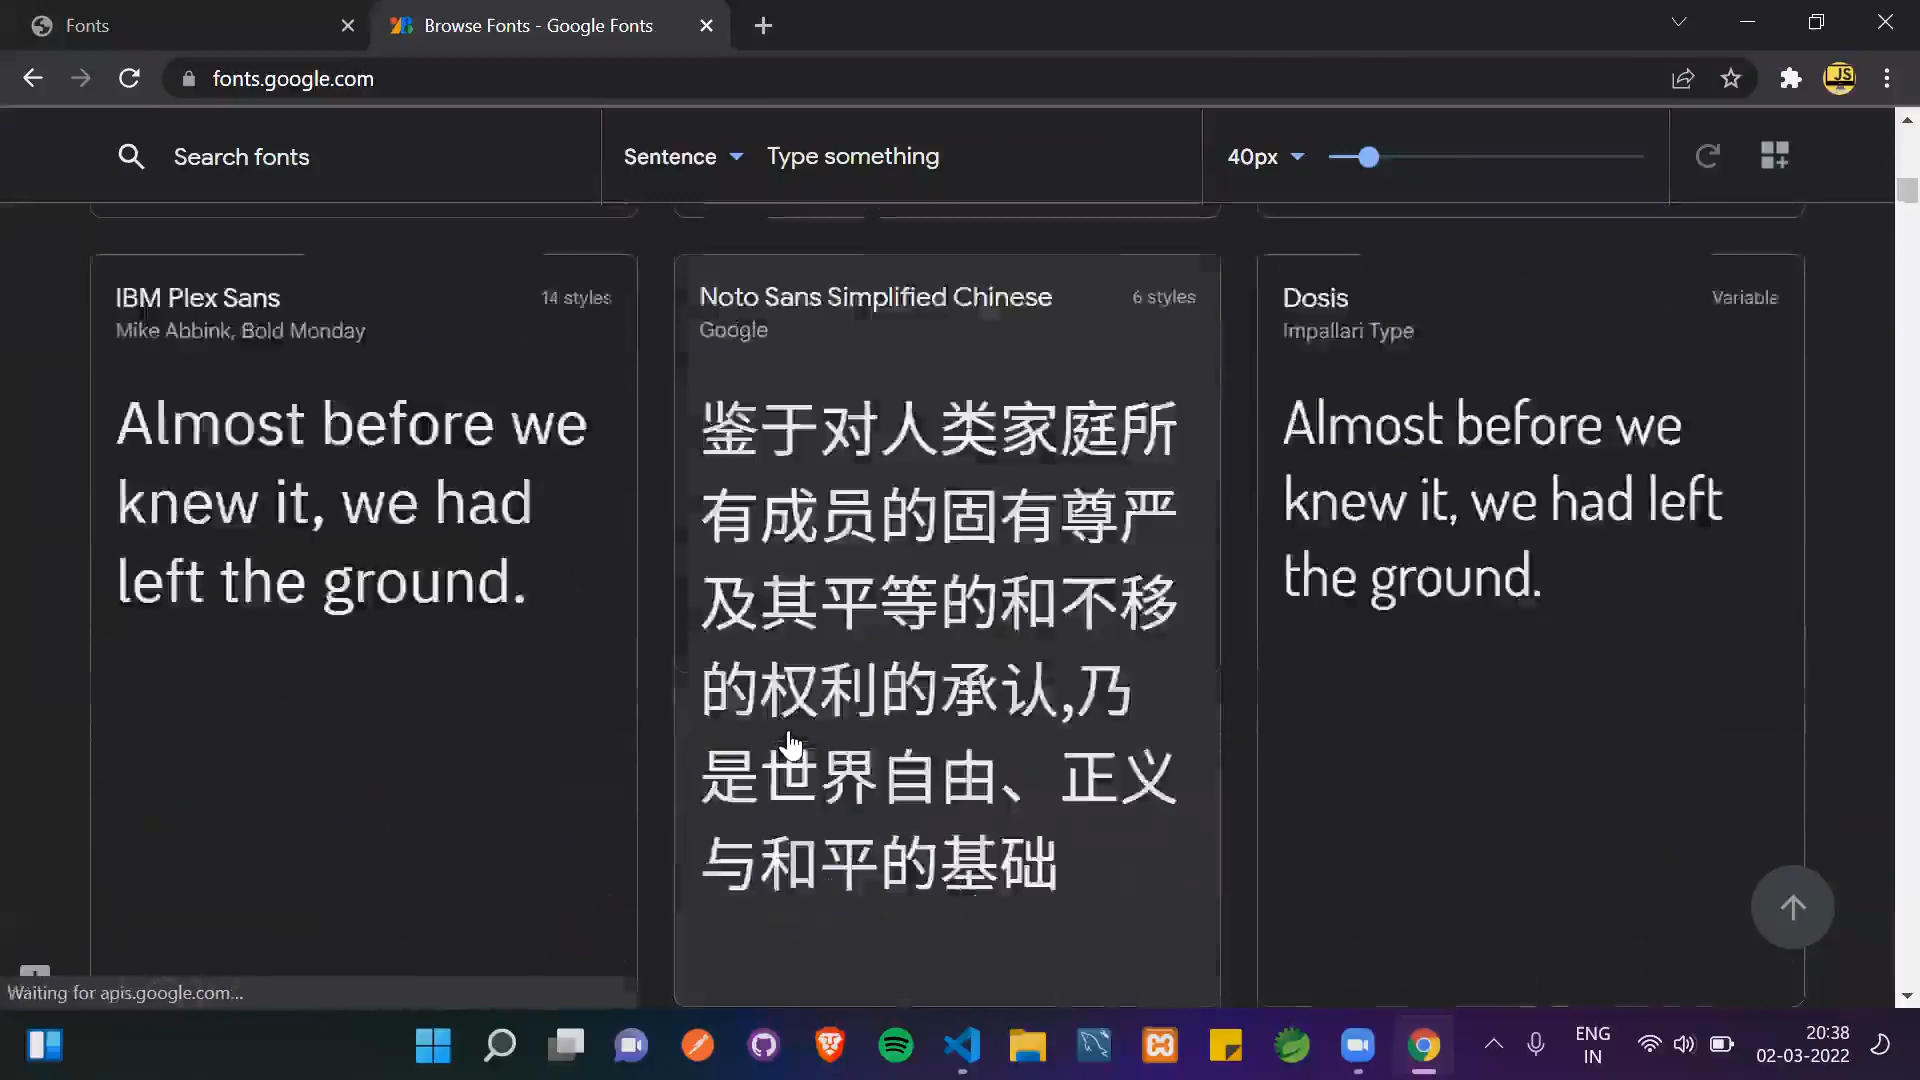 Fonts
Browse Fonts - Google Fonts
fonts.google.com
JS
Search fonts
Sentence
Type something
40px
IBM Plex Sans
14 styles
Mike Abbink, Bold Monday
Almost before we
knew it, we had
left the ground.
Noto Sans Simplified Chinese
6 styles
Google
鉴于对人类家庭所
有成员的固有尊严
及其平等的和不移
的权利的承认,乃
是世界自由、正义
与和平的基础
Dosis
Variable
Impallari Type
Almost before we
knew it, we had left
the ground.
Waiting for apis.google.com...
ENG
IN
20:38
02-03-2022